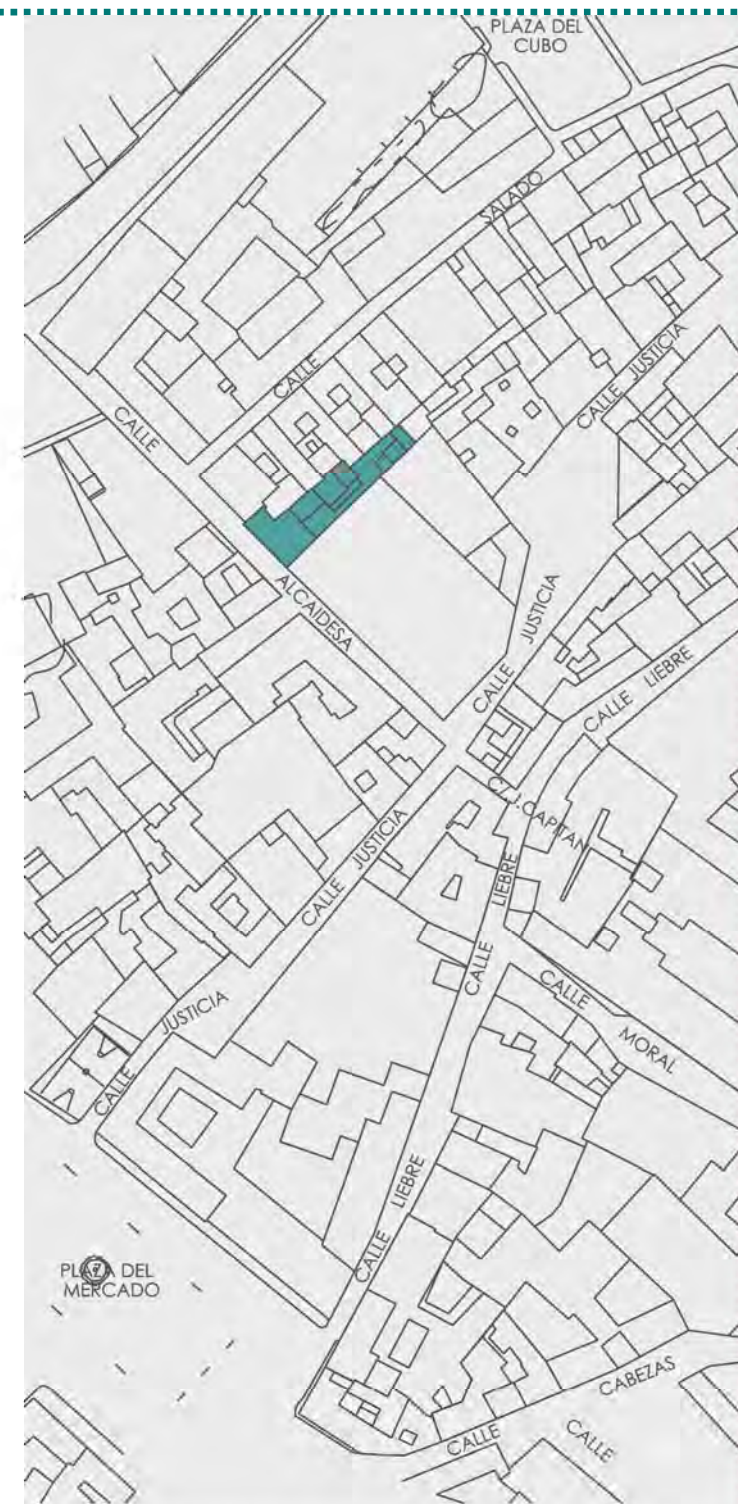 PLAZA DEL
CUBO
SALADO
CALLE
CALLE JUSTICIA
CALLE
ALCAIDESA
CALLE JUSTICIA
CALLE LIEBRE
C/ J.CAPITAN
CALLE JUSTICIA
CALLE LIEBRE
CALLE
MORAL
CALLE JUSTICIA
CALLE LIEBRE
PLAZA DEL
MERCADO
CALLE CABEZAS
CALLE